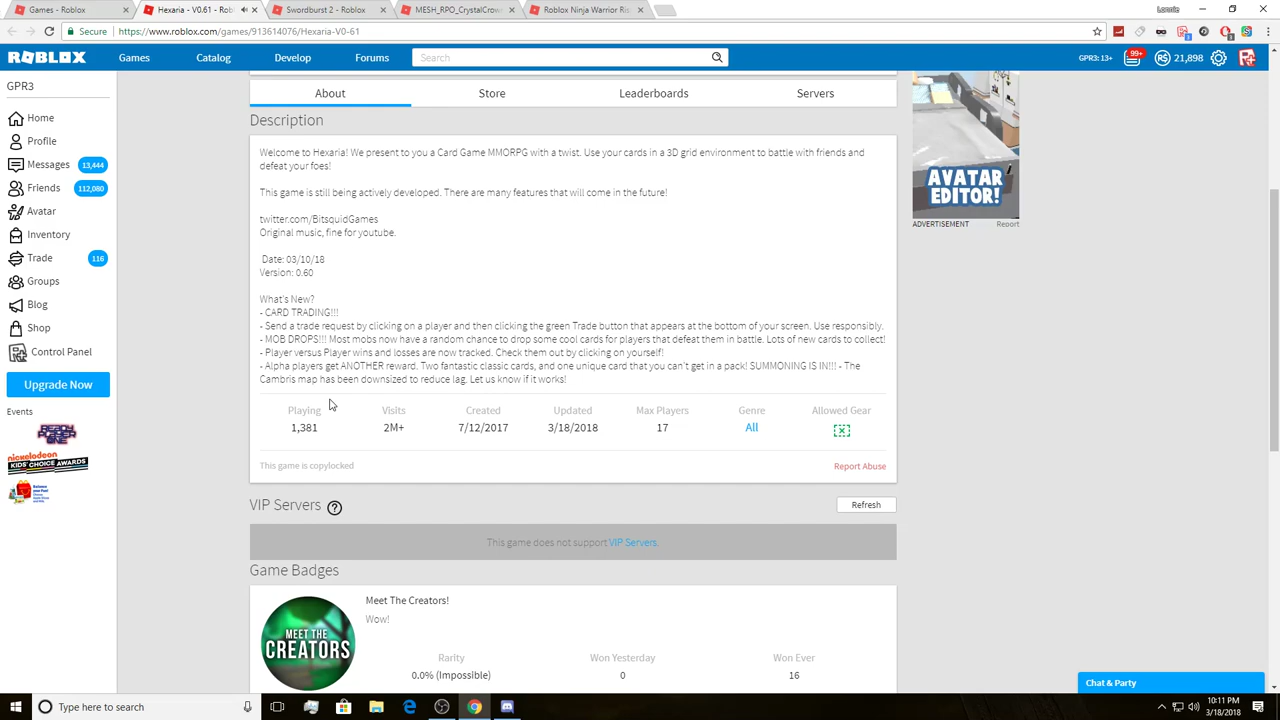 Games - Roblox
Hexaria - V0.61 - Rob
Swordburst 2 - Roblox
MESH_RPO_CrystalCrow
Roblox Ninja Warrior Ris
Secure
https://www.roblox.com/games/913614076/Hexaria-V0-61
ROBLOX
Games
Catalog
Develop
Forums
Search
GPR3: 13+
99+
21,898
GPR3
Home
Profile
Messages 13,444
Friends 112,080
Avatar
Inventory
Trade 116
Groups
Blog
Shop
Control Panel
Upgrade Now
Events
READY PLAYER ONE
nickelodeon
KIDS' CHOICE AWARDS
About
Store
Leaderboards
Servers
Description
Welcome to Hexaria! We present to you a Card Game MMORPG with a twist. Use your cards in a 3D grid environment to battle with friends and
defeat your foes!
This game is still being actively developed. There are many features that will come in the future!
twitter.com/BitsquidGames
Original music, fine for youtube.
Date: 03/10/18
Version: 0.60
What's New?
- CARD TRADING!!!
- Send a trade request by clicking on a player and then clicking the green Trade button that appears at the bottom of your screen. Use responsibly.
- MOB DROPS!!! Most mobs now have a random chance to drop some cool cards for players that defeat them in battle. Lots of new cards to collect!
- Player versus Player wins and losses are now tracked. Check them out by clicking on yourself!
- Alpha players get ANOTHER reward. Two fantastic classic cards, and one unique card that you can't get in a pack! SUMMONING IS IN!!! - The
Cambris map has been downsized to reduce lag. Let us know if it works!
Playing Visits Created Updated Max Players Genre Allowed Gear
1,381 2M+ 7/12/2017 3/18/2018 17 All
This game is copylocked
Report Abuse
VIP Servers
Refresh
This game does not support VIP Servers.
Game Badges
MEET THE
CREATORS
Meet The Creators!
Wow!
Rarity Won Yesterday Won Ever
0.0% (Impossible) 0 16
AVATAR
EDITOR!
ADVERTISEMENT
Report
Chat & Party
Type here to search
10:11 PM
3/18/2018